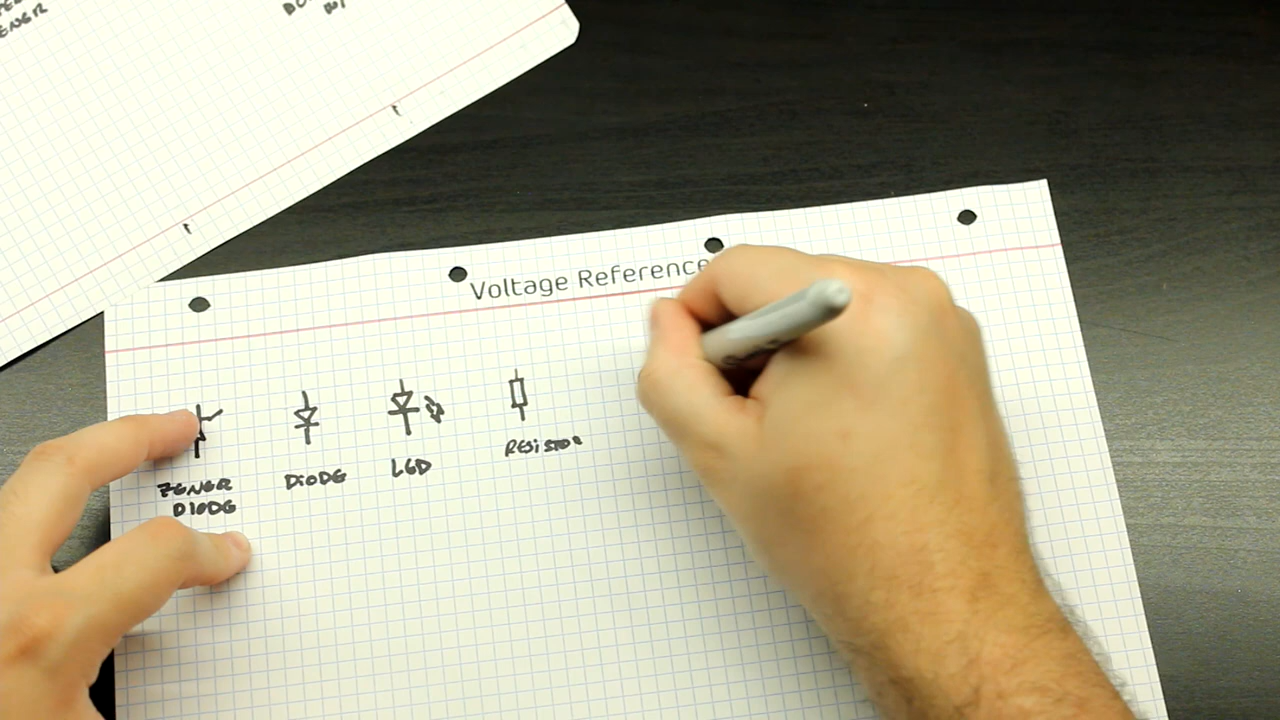 Voltage Reference
ZENER
DIODE
DIODE
LED
RESISTOR